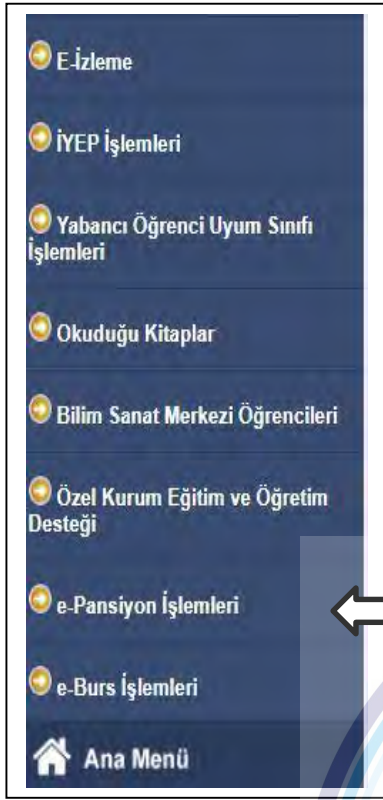 E-İzleme
İYEP İşlemleri
Yabancı Öğrenci Uyum Sınıfı
İşlemleri
Okuduğu Kitaplar
Bilim Sanat Merkezi Öğrencileri
Özel Kurum Eğitim ve Öğretim
Desteği
e-Pansiyon İşlemleri
e-Burs İşlemleri
Ana Menü